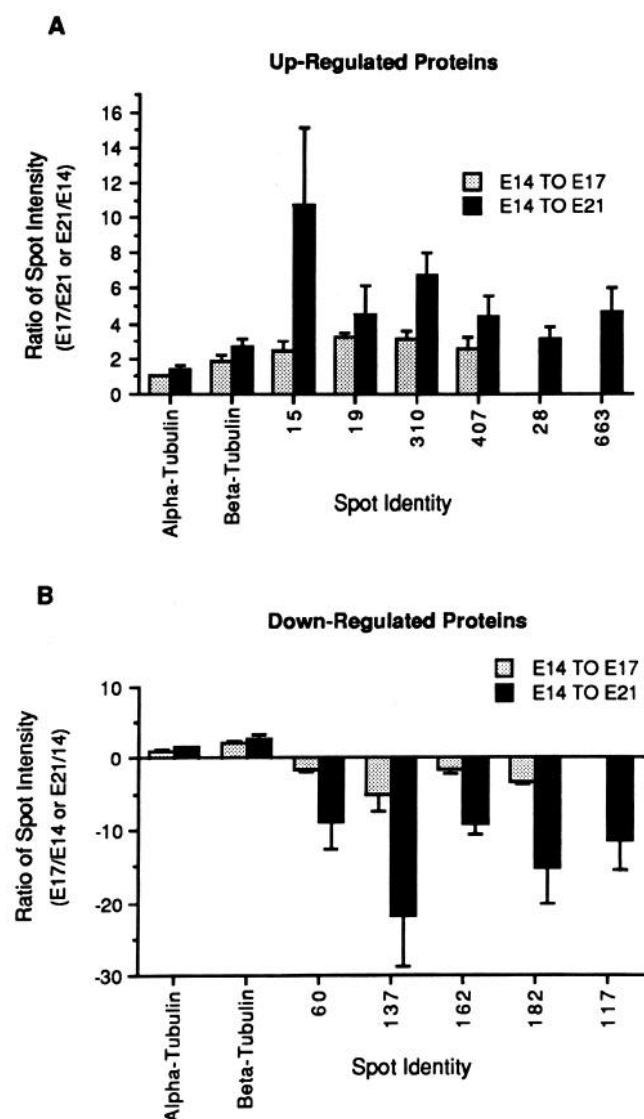 A
Up-Regulated Proteins
Ratio of Spot Intensity
(E17/E21 or E21/E14)
16
14
12
10
8
6
4
2
0
E14 TO E17
E14 TO E21
Alpha-Tubulin
Beta-Tubulin
15
19
310
407
28
663
Spot Identity
B
Down-Regulated Proteins
Ratio of Spot Intensity
(E17/E14 or E21/14)
E14 TO E17
E14 TO E21
10
0
-10
-20
-30
Alpha-Tubulin
Beta-Tubulin
60
137
162
182
117
Spot Identity